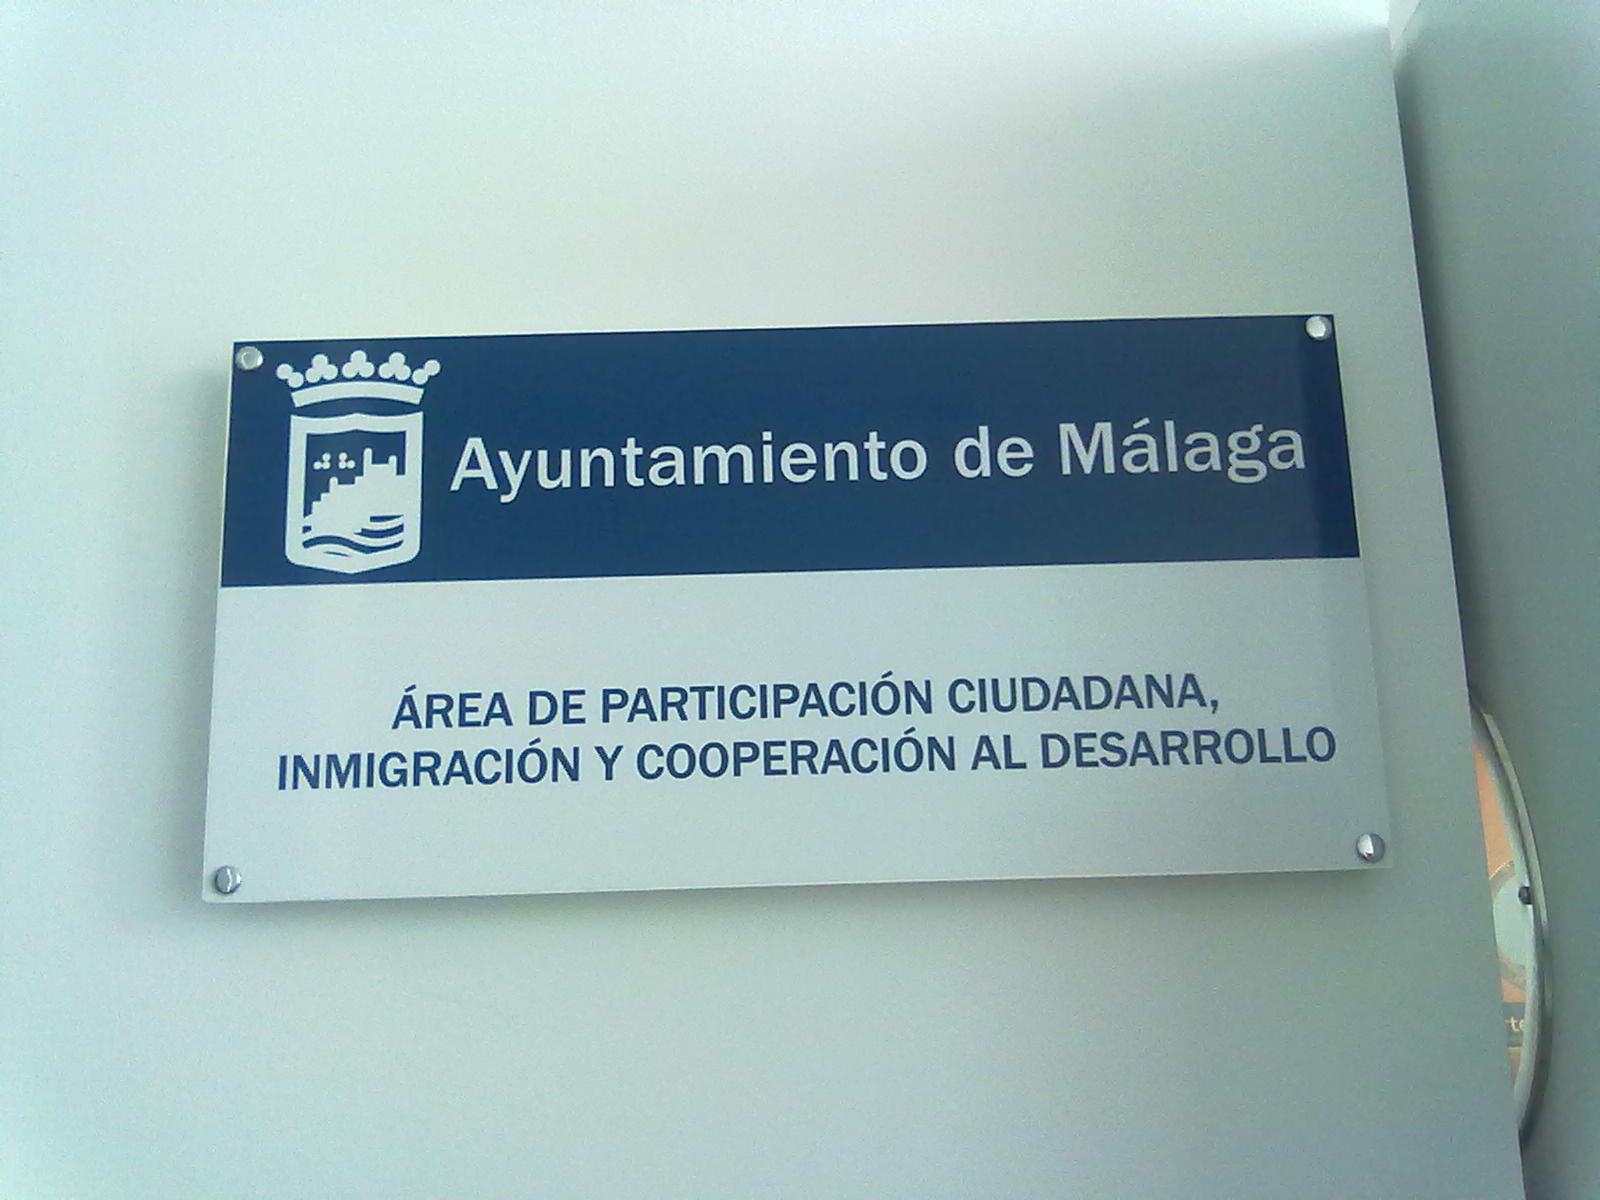 Ayuntamiento de Málaga
ÁREA DE PARTICIPACIÓN CIUDADANA,
INMIGRACIÓN Y COOPERACIÓN AL DESARROLLO